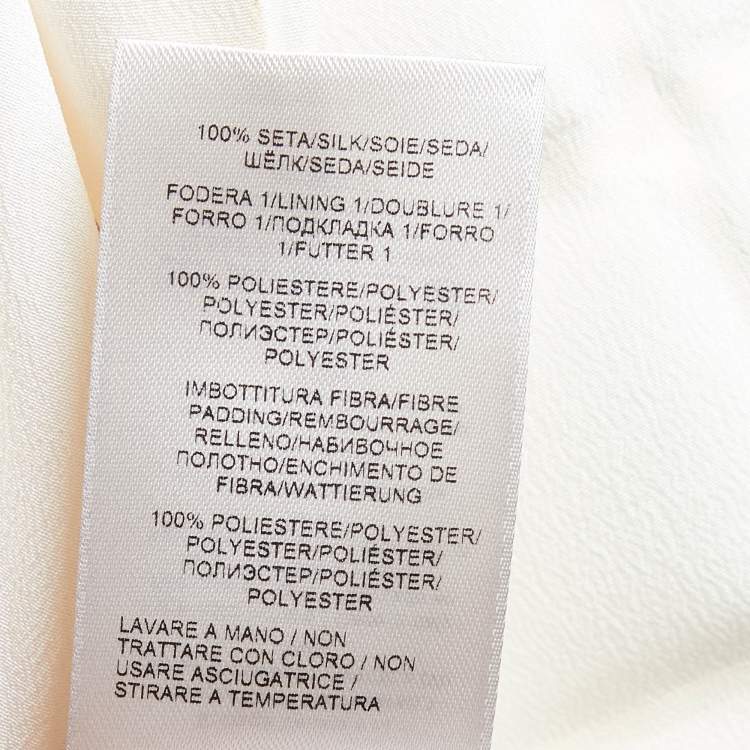 100% SETA/SILK/SOIE/SEDA/
ШЁЛК/SEDA/SEIDE
FODERA 1/LINING 1/DOUBLURE 1/
FORRO 1/ПОДКЛАДКА 1/FORRO
1/FUTTER 1
100% POLIESTERE/POLYESTER/
POLYESTER/POLIÉSTER/
ПОЛИЭСТЕР/POLIÉSTER/
POLYESTER
IMBOTTITURA FIBRA/FIBRE
PADDING/REMBOURRAGE/
RELLENO/НАБИВОЧНОЕ
ПОЛОТНО/ENCHIMENTO DE
FIBRA/WATTIERUNG
100% POLIESTERE/POLYESTER/
POLYESTER/POLIÉSTER/
ПОЛИЭСТЕР/POLIÉSTER/
POLYESTER
LAVARE A MANO / NON
TRATTARE CON CLORO / NON
USARE ASCIUGATRICE /
STIRARE A TEMPERATURA